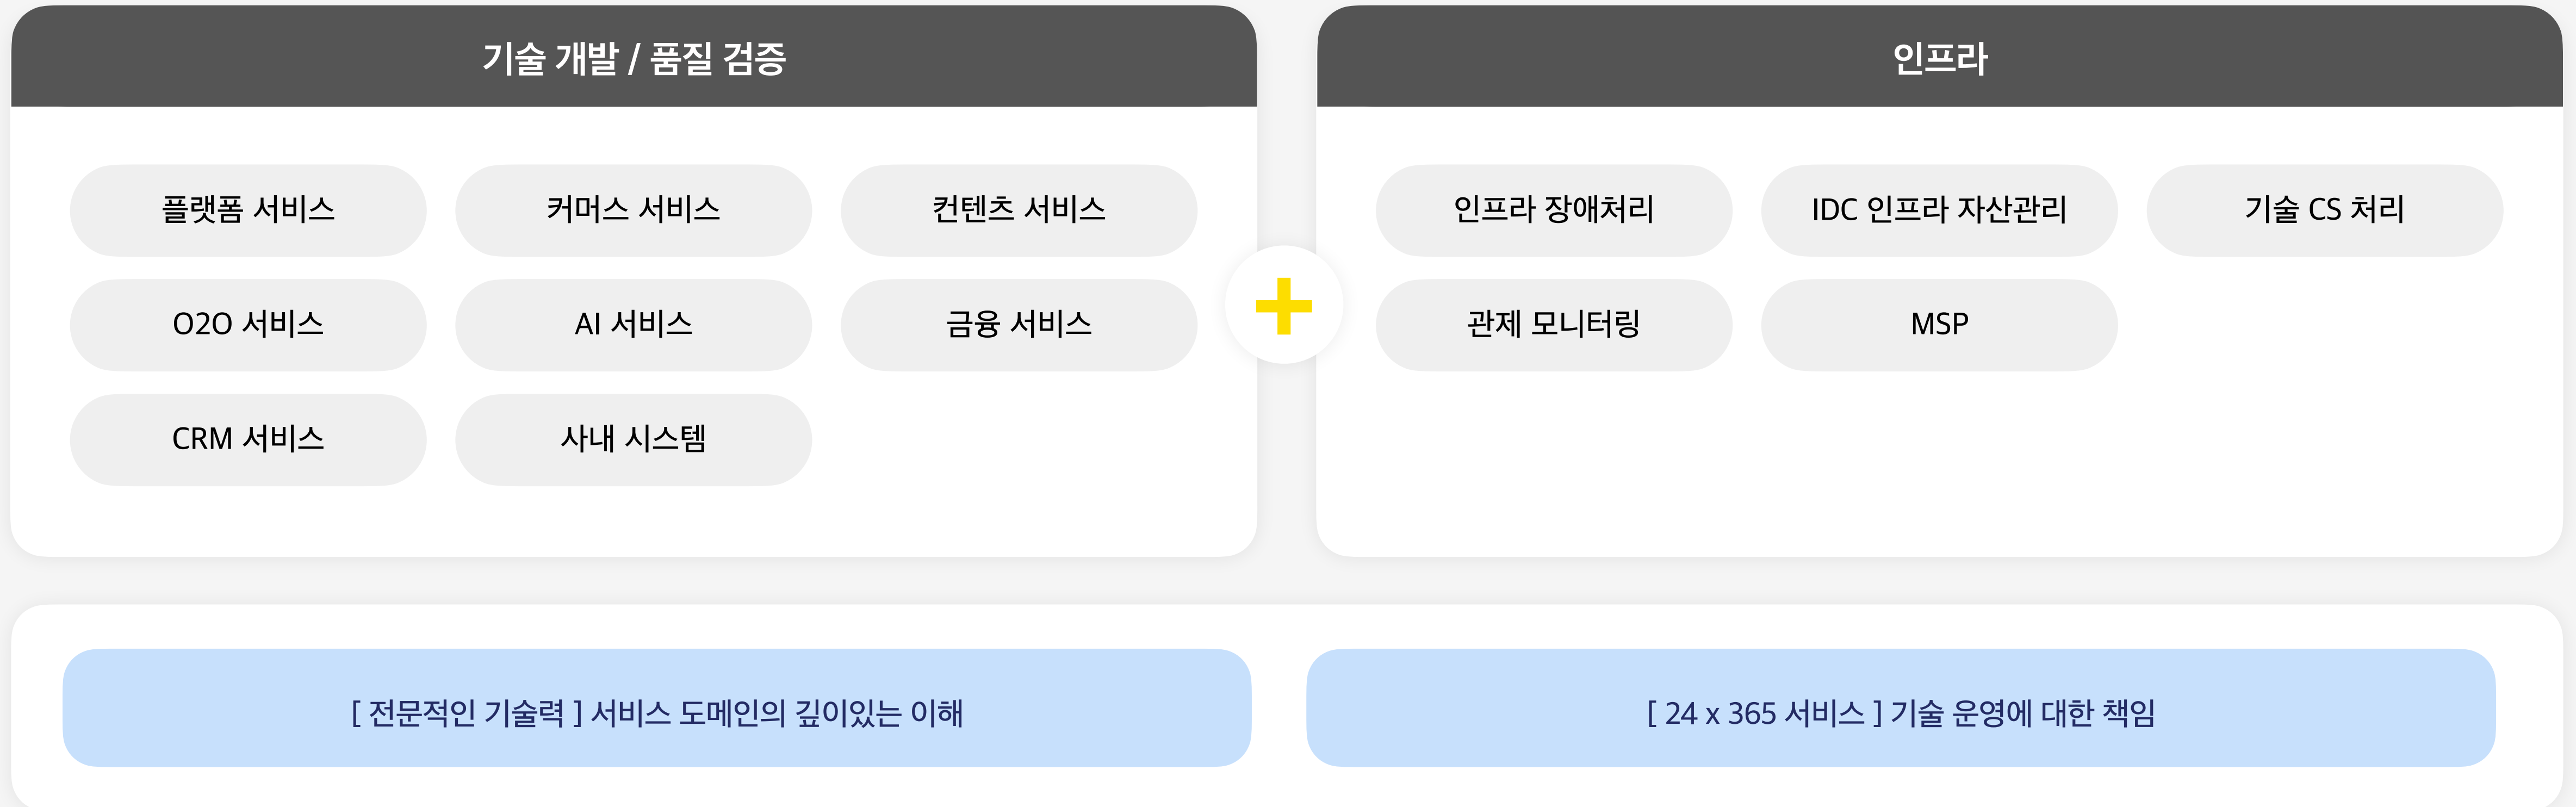 기술 개발 / 품질 검증
플랫폼 서비스
커머스 서비스
컨텐츠 서비스
O2O 서비스
AI 서비스
금융 서비스
CRM 서비스
사내 시스템
인프라
인프라 장애처리
IDC 인프라 자산관리
기술 CS 처리
관제 모니터링
MSP
[ 전문적인 기술력 ] 서비스 도메인의 깊이있는 이해
[ 24 x 365 서비스 ] 기술 운영에 대한 책임